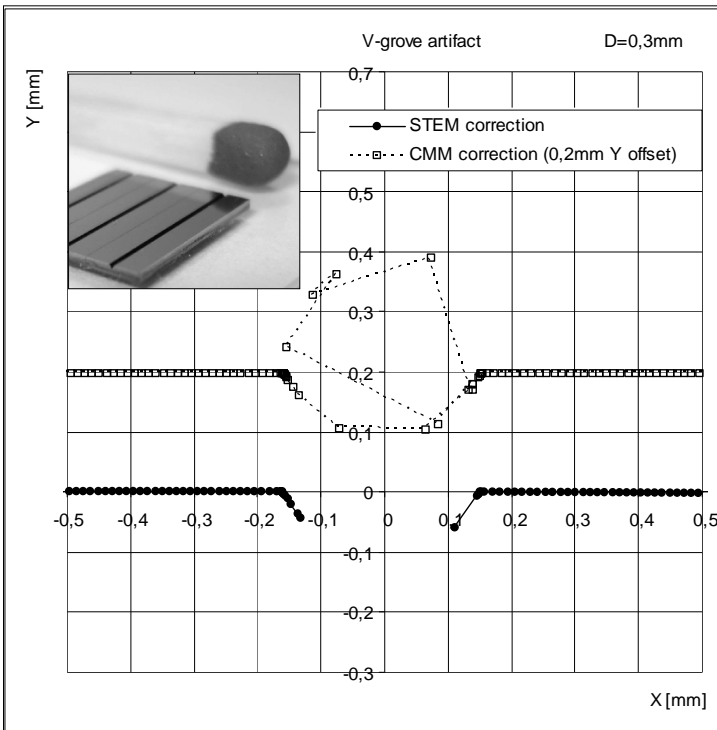 V-grove artifact D=0,3mm
Y [mm]
0,7
STEM correction
CMM correction (0,2mm Y offset)
0,5
0,4
0,3
0,2
0,1
0
-0,5 -0,4 -0,3 -0,2 -0,1 0 0,1 0,2 0,3 0,4 0,5
-0,1
-0,2
-0,3
X [mm]